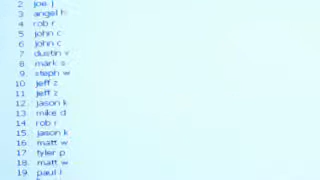 2 joe j
3 angel h
4 rob r
5 john c
6 john c
7 dustin v
8 mark s
9 steph w
10 jeff z
11 jeff z
12 jason k
13 mike d
14 rob r
15 jason k
16 matt w
17 tyler p
18 matt w
19 paul l